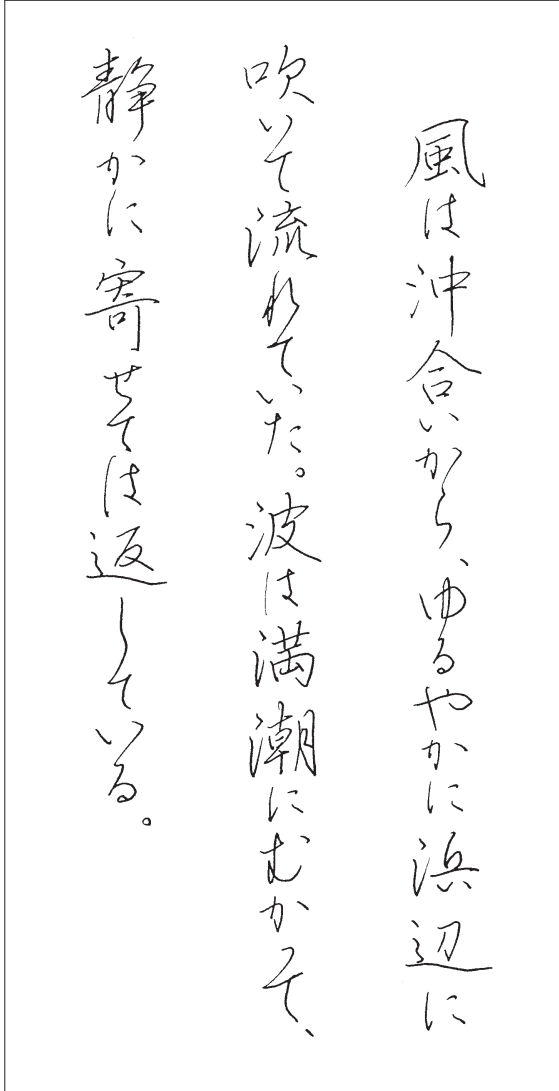 風は沖合いから、ゆるやかに浜辺に
吹いて流れていた。波は満潮にむかって、
静かに寄せては返している。